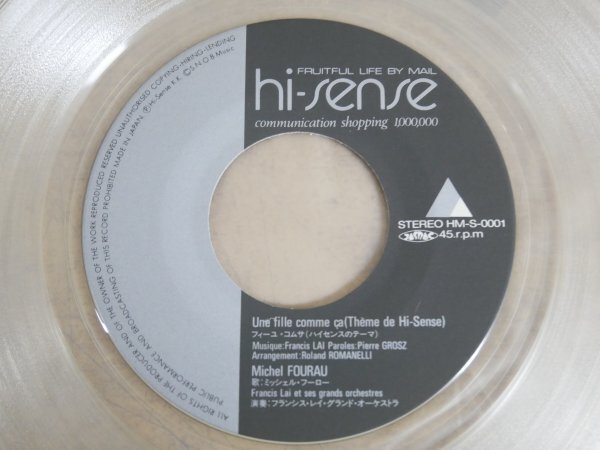 FRUITFUL LIFE BY MAIL
hi-sense
communication shopping 1,000,000
STEREO HM-S-0001
JASRAC 45.r.p.m
Une fille comme ça(Thème de Hi-Sense)
フィーユ・コムサ(ハイセンスのテーマ)
Musique:Francis LAI Paroles:Pierre GROSZ
Arrangement:Roland ROMANELLI
Michel FOURAU
歌:ミッシェル・フーロー
Francis Lai et ses grands orchestres
演奏:フランシス・レイ・グランド・オーケストラ
ALL RIGHTS OF THE PRODUCER AND OF THE OWNER OF THE WORK REPRODUCED RESERVED UNAUTHORISED COPYING·HIRING·LENDING
PUBLIC PERFORMANCE AND BROADCASTING OF THIS RECORD PROHIBITED MADE IN JAPAN. ⓅHi-Sense K.K. ©S.N.O.B Music